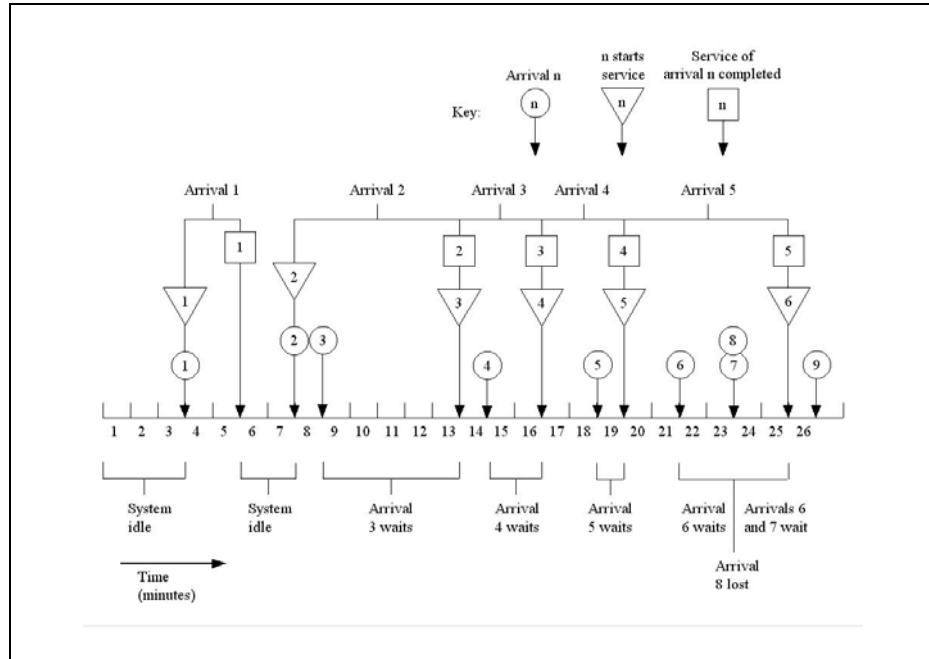 Key:
Arrival n
n
n starts
service
n
Service of
arrival n completed
n
Arrival 1
Arrival 2
Arrival 3
Arrival 4
Arrival 5
1
2
3
4
5
1
2
3
4
5
6
1
2
3
4
5
6
8
7
9
1 2 3 4 5 6 7 8 9 10 11 12 13 14 15 16 17 18 19 20 21 22 23 24 25 26
System
idle
System
idle
Arrival
3 waits
Arrival
4 waits
Arrival
5 waits
Arrival
6 waits
Arrivals 6
and 7 wait
Arrival
8 lost
Time
(minutes)